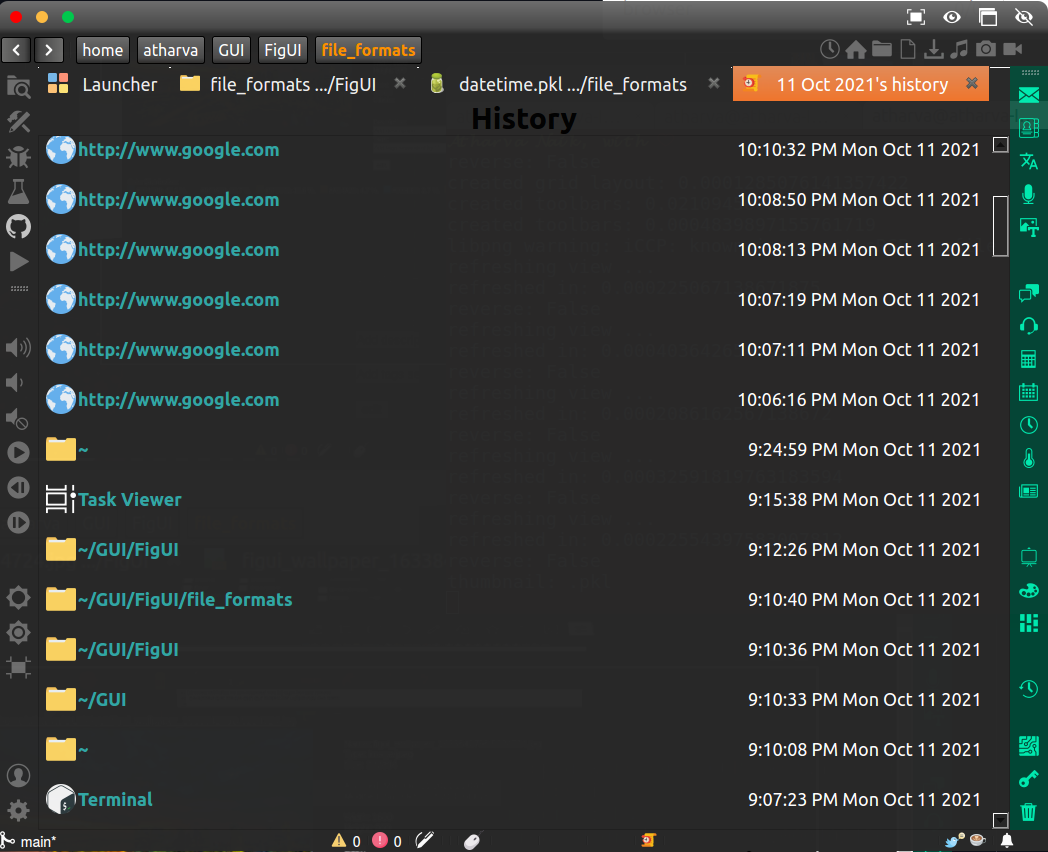 home atharva GUI FigUI file_formats
Launcher file_formats .../FigUI datetime.pkl .../file_formats 11 Oct 2021's history
History
http://www.google.com 10:10:32 PM Mon Oct 11 2021
http://www.google.com 10:08:50 PM Mon Oct 11 2021
http://www.google.com 10:08:13 PM Mon Oct 11 2021
http://www.google.com 10:07:19 PM Mon Oct 11 2021
http://www.google.com 10:07:11 PM Mon Oct 11 2021
http://www.google.com 10:06:16 PM Mon Oct 11 2021
~ 9:24:59 PM Mon Oct 11 2021
Task Viewer 9:15:38 PM Mon Oct 11 2021
~/GUI/FigUI 9:12:26 PM Mon Oct 11 2021
~/GUI/FigUI/file_formats 9:10:40 PM Mon Oct 11 2021
~/GUI/FigUI 9:10:36 PM Mon Oct 11 2021
~/GUI 9:10:33 PM Mon Oct 11 2021
~ 9:10:08 PM Mon Oct 11 2021
Terminal 9:07:23 PM Mon Oct 11 2021
main* 0 0